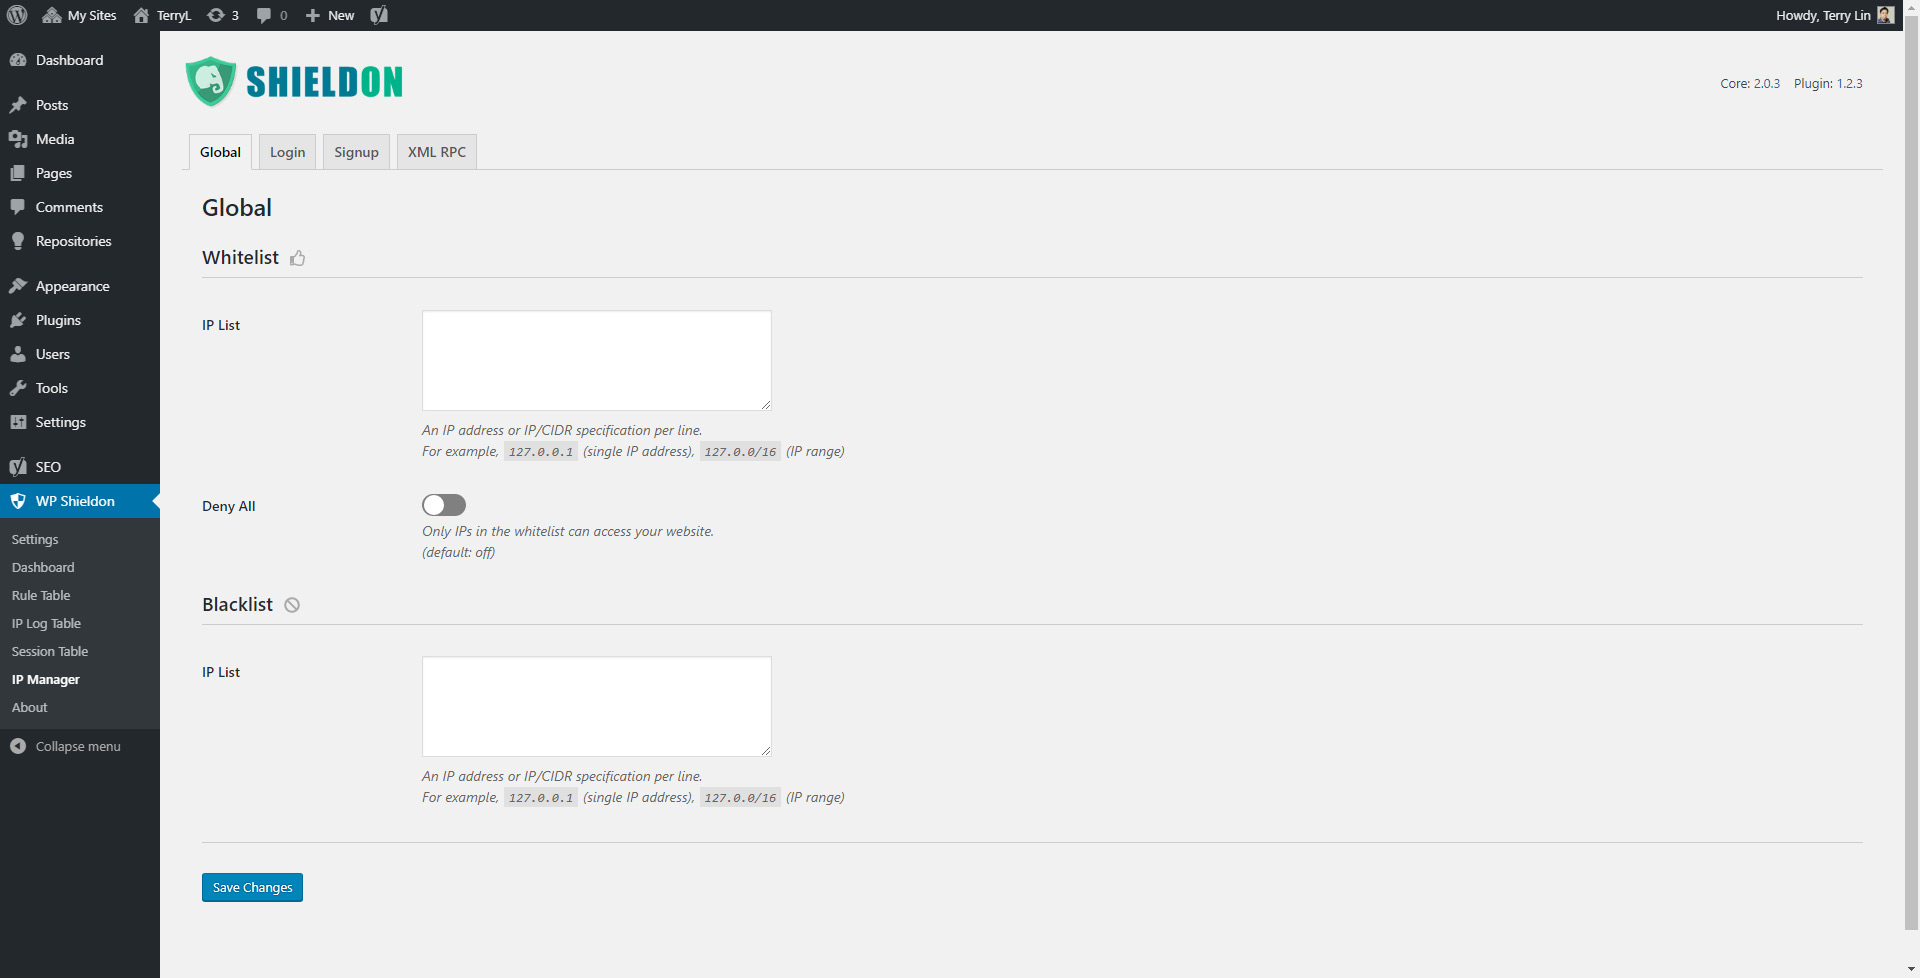 My Sites
TerryL
3
0
New
Howdy, Terry Lin
Dashboard
Posts
Media
Pages
Comments
Repositories
Appearance
Plugins
Users
Tools
Settings
SEO
WP Shieldon
Settings
Dashboard
Rule Table
IP Log Table
Session Table
IP Manager
About
Collapse menu
SHIELDON
Core: 2.0.3 Plugin: 1.2.3
Global Login Signup XML RPC
Global
Whitelist
IP List
An IP address or IP/CIDR specification per line.
For example, 127.0.0.1 (single IP address), 127.0.0/16 (IP range)
Deny All
Only IPs in the whitelist can access your website.
(default: off)
Blacklist
IP List
An IP address or IP/CIDR specification per line.
For example, 127.0.0.1 (single IP address), 127.0.0/16 (IP range)
Save Changes